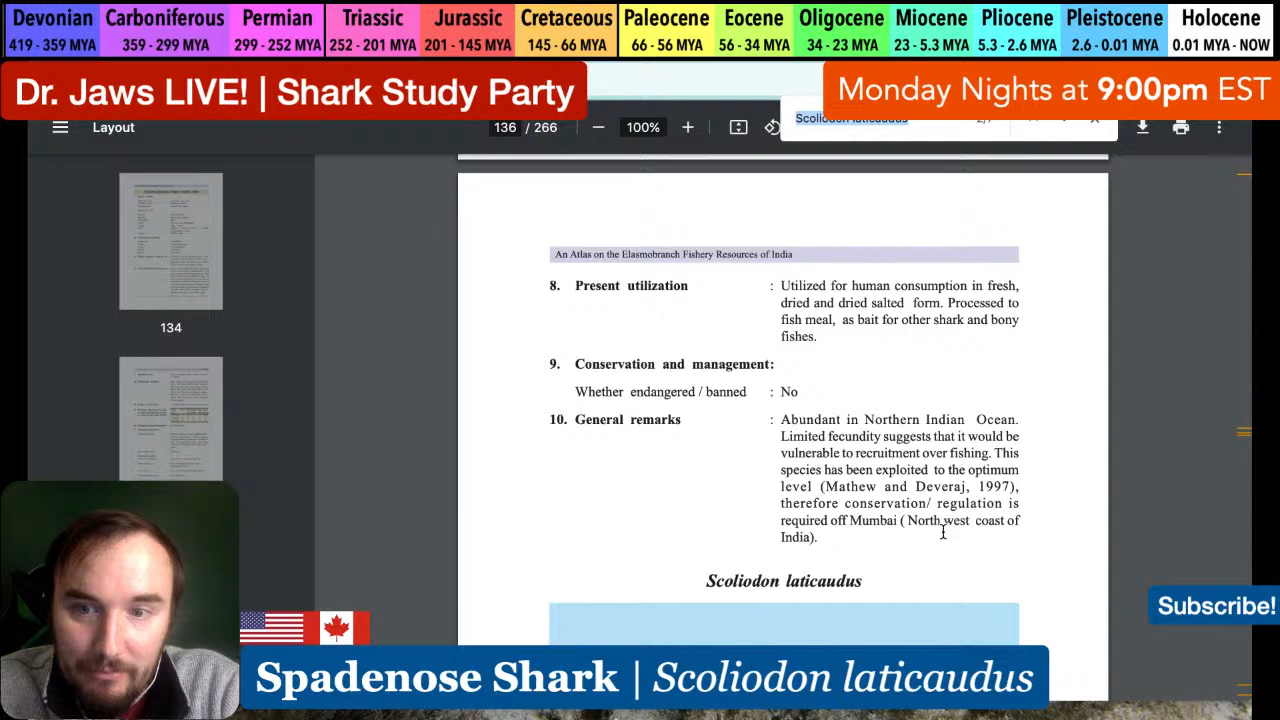 Devonian Carboniferous Permian Triassic Jurassic Cretaceous Paleocene Eocene Oligocene Miocene Pliocene Pleistocene Holocene
419 - 359 MYA 359 - 299 MYA 299 - 252 MYA 252 - 201 MYA 201 - 145 MYA 145 - 66 MYA 66 - 56 MYA 56 - 34 MYA 34 - 23 MYA 23 - 5.3 MYA 5.3 - 2.6 MYA 2.6 - 0.01 MYA 0.01 MYA - NOW
Dr. Jaws LIVE! | Shark Study Party
Monday Nights at 9:00pm EST
Layout
136 / 266
100%
Scoliodon laticaudus
An Atlas on the Elasmobranch Fishery Resources of India
8. Present utilization : Utilized for human consumption in fresh,
dried and dried salted form. Processed to
fish meal, as bait for other shark and bony
fishes.
9. Conservation and management:
Whether endangered / banned : No
10. General remarks : Abundant in Northern Indian Ocean.
Limited fecundity suggests that it would be
vulnerable to recruitment over fishing. This
species has been exploited to the optimum
level (Mathew and Deveraj, 1997),
therefore conservation/ regulation is
required off Mumbai ( North west coast of
India).
Scoliodon laticaudus
134
Subscribe!
Spadenose Shark | Scoliodon laticaudus